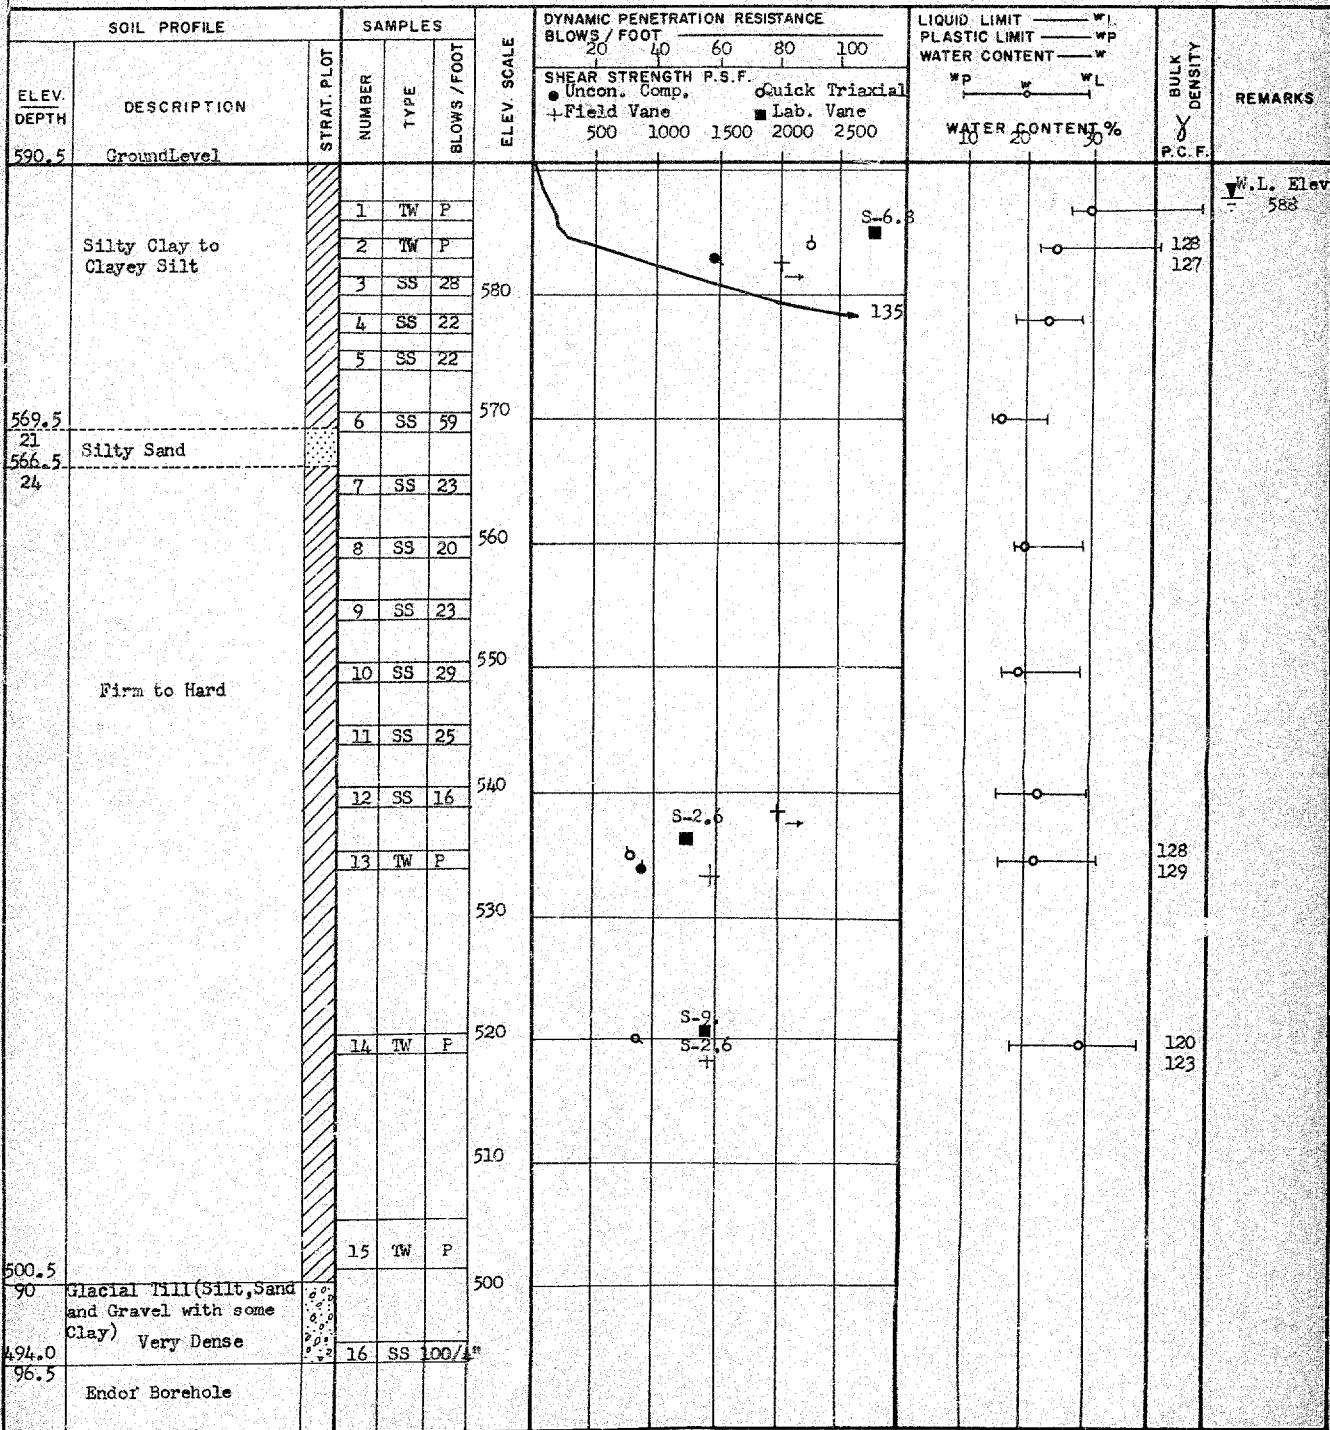 SOIL PROFILE
SAMPLES
ELEV. SCALE
DYNAMIC PENETRATION RESISTANCE
BLOWS / FOOT
20 40 60 80 100
SHEAR STRENGTH P.S.F.
Uncon. Comp. Quick Triaxial
Field Vane Lab. Vane
500 1000 1500 2000 2500
LIQUID LIMIT wL
PLASTIC LIMIT wP
WATER CONTENT w
wP w wL
WATER CONTENT %
10 20 30
BULK DENSITY
γ
P.C.F.
REMARKS
ELEV.
DEPTH
DESCRIPTION
STRAT. PLOT
NUMBER
TYPE
BLOWS / FOOT
590.5 GroundLevel
W.L. Elev
588
1 TW P
S-6.8
Silty Clay to
Clayey Silt
2 TW P
128
127
3 SS 28
580
135
4 SS 22
5 SS 22
570
569.5
6 SS 59
21
Silty Sand
566.5
24
7 SS 23
560
8 SS 20
9 SS 23
550
10 SS 29
Firm to Hard
11 SS 25
540
12 SS 16
S-2.6
13 TW P
128
129
530
S-9.
520
14 TW P
S-2.6
120
123
510
15 TW P
500.5
90
500
Glacial Till(Silt,Sand
and Gravel with some
Clay) Very Dense
494.0
16 SS 100/4"
96.5
Endof Borehole